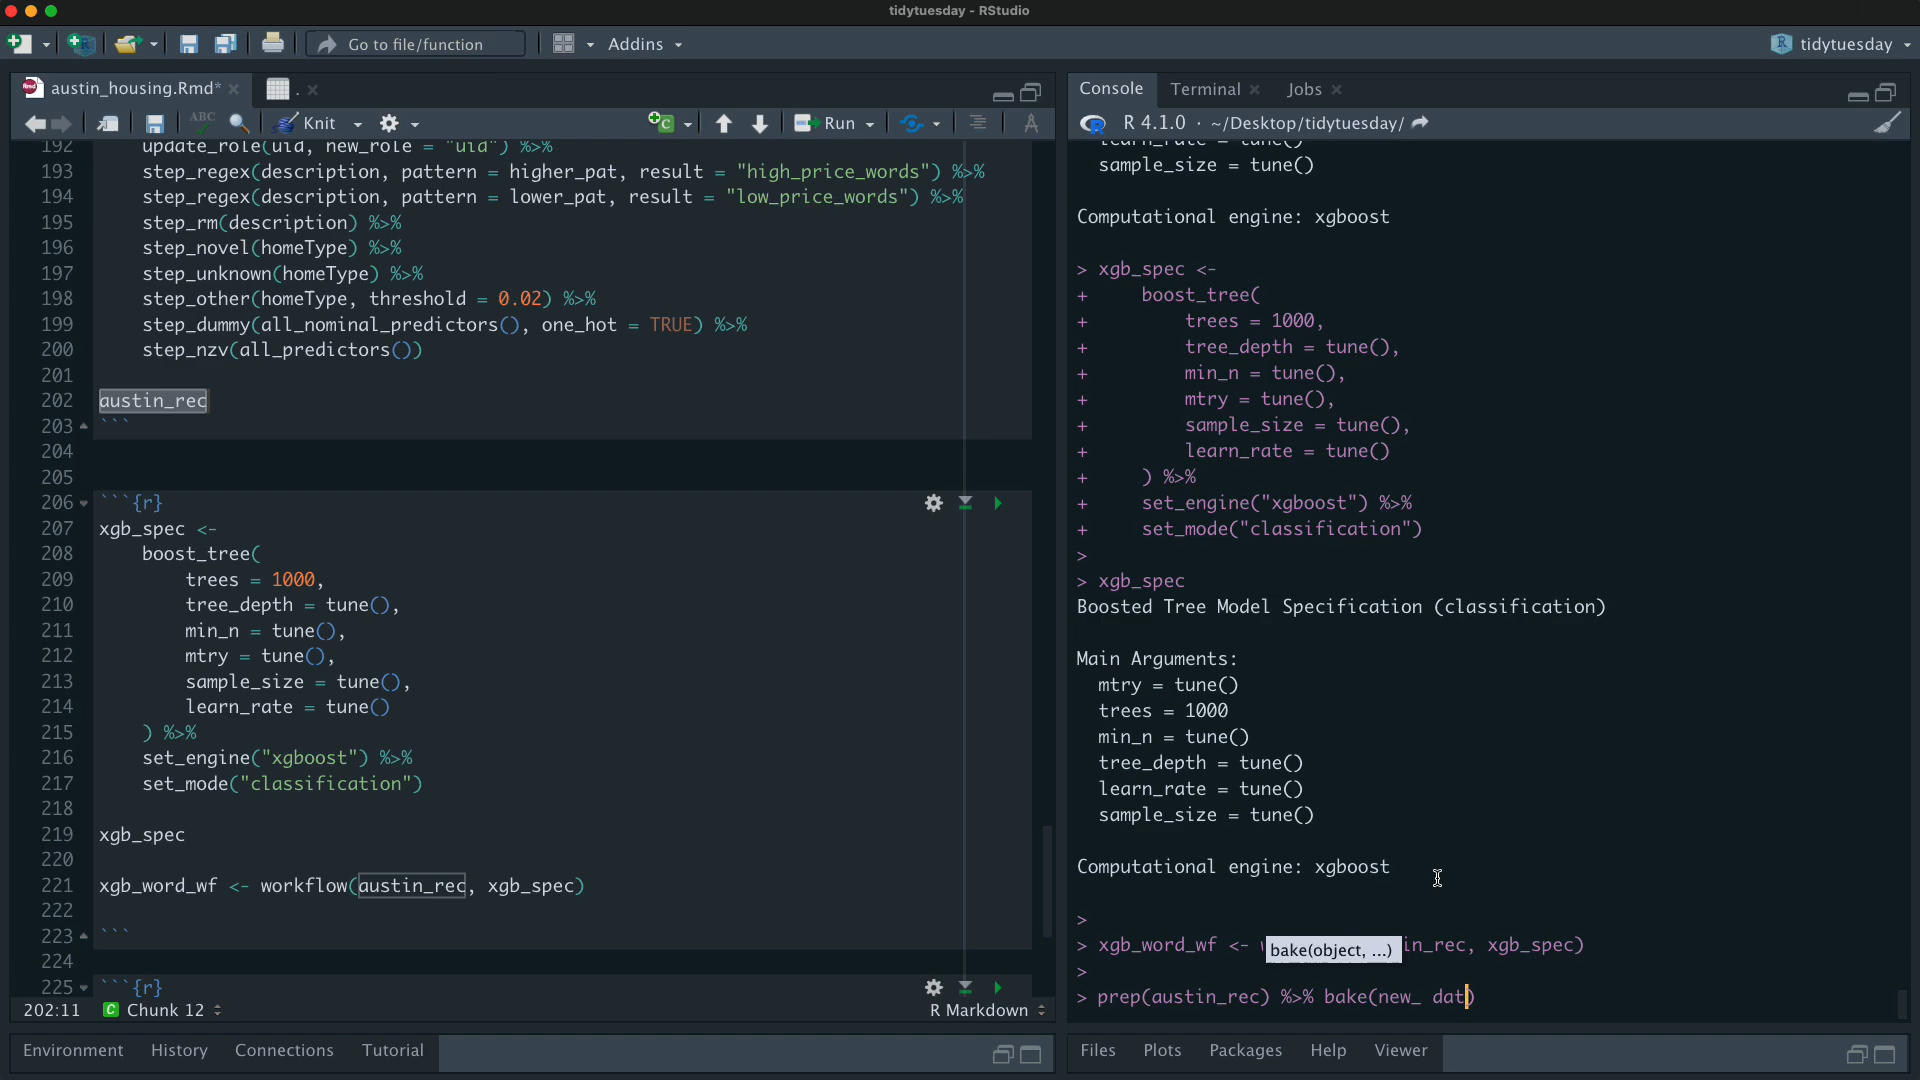 tidytuesday - RStudio
Go to file/function
Addins
tidytuesday
austin_housing.Rmd*
.
Knit
Run
192 update_role(uid, new_role = "uid") %>%
193 step_regex(description, pattern = higher_pat, result = "high_price_words") %>%
194 step_regex(description, pattern = lower_pat, result = "low_price_words") %>%
195 step_rm(description) %>%
196 step_novel(homeType) %>%
197 step_unknown(homeType) %>%
198 step_other(homeType, threshold = 0.02) %>%
199 step_dummy(all_nominal_predictors(), one_hot = TRUE) %>%
200 step_nzv(all_predictors())
201
202 austin_rec
203 ```
204
205
206 ```{r}
207 xgb_spec <-
208 boost_tree(
209 trees = 1000,
210 tree_depth = tune(),
211 min_n = tune(),
212 mtry = tune(),
213 sample_size = tune(),
214 learn_rate = tune()
215 ) %>%
216 set_engine("xgboost") %>%
217 set_mode("classification")
218
219 xgb_spec
220
221 xgb_word_wf <- workflow(austin_rec, xgb_spec)
222
223 ```
224
225 ```{r}
202:11 Chunk 12 R Markdown
Environment History Connections Tutorial
Console Terminal Jobs
R 4.1.0 · ~/Desktop/tidytuesday/
learn_rate = tune()
sample_size = tune()
Computational engine: xgboost
> xgb_spec <-
+ boost_tree(
+ trees = 1000,
+ tree_depth = tune(),
+ min_n = tune(),
+ mtry = tune(),
+ sample_size = tune(),
+ learn_rate = tune()
+ ) %>%
+ set_engine("xgboost") %>%
+ set_mode("classification")
>
> xgb_spec
Boosted Tree Model Specification (classification)
Main Arguments:
mtry = tune()
trees = 1000
min_n = tune()
tree_depth = tune()
learn_rate = tune()
sample_size = tune()
Computational engine: xgboost
>
> xgb_word_wf <- in_rec, xgb_spec)
bake(object, ...)
>
> prep(austin_rec) %>% bake(new_ dat)
Files Plots Packages Help Viewer